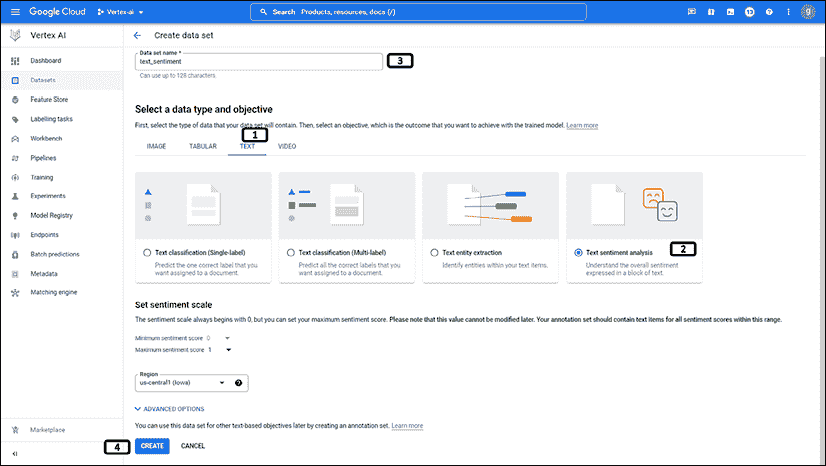 Google Cloud
Vertex-ai
Search Products, resources, docs (/)
13
g
Vertex AI
Create data set
Dashboard
Datasets
Feature Store
Labelling tasks
Workbench
Pipelines
Training
Experiments
Model Registry
Endpoints
Batch predictions
Metadata
Matching engine
Marketplace
Data set name *
text_sentiment
3
Can use up to 128 characters
Select a data type and objective
First, select the type of data that your data set will contain. Then, select an objective, which is the outcome that you want to achieve with the trained model. Learn more
1
IMAGE TABULAR TEXT VIDEO
Text classification (Single-label)
Predict the one correct label that you
want assigned to a document.
Text classification (Multi-label)
Predict all the correct labels that you
want assigned to a document.
Text entity extraction
Identify entities within your text items.
Text sentiment analysis
2
Understand the overall sentiment
expressed in a block of text.
Set sentiment scale
The sentiment scale always begins with 0, but you can set your maximum sentiment score. Please note that this value cannot be modified later. Your annotation set should contain text items for all sentiment scores within this range.
Minimum sentiment score 0
Maximum sentiment score 1
Region
us-central1 (Iowa)
ADVANCED OPTIONS
You can use this data set for other text-based objectives later by creating an annotation set. Learn more
4
CREATE CANCEL